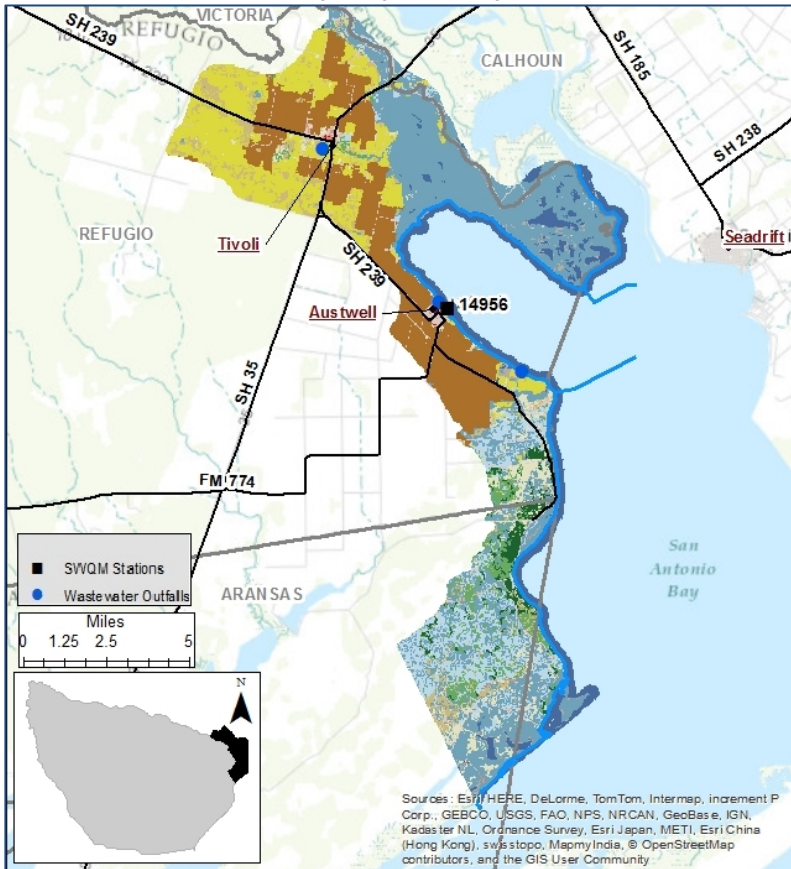 VICTORIA
SH 239
REFUGIO
River
CALHOUN
SH 185
SH 238
REFUGIO
Tivoli
Seadrift
SH 239
Austwell
14956
SH 35
FM 774
SWQM Stations
Wastewater Outfalls
ARANSAS
San
Antonio
Bay
Miles
0 1.25 2.5 5
N
Sources: Esri, HERE, DeLorme, TomTom, Intermap, increment P
Corp., GEBCO, USGS, FAO, NPS, NRCAN, GeoBase, IGN,
Kadaster NL, Ordnance Survey, Esri Japan, METI, Esri China
(Hong Kong), swisstopo, MapmyIndia, © OpenStreetMap
contributors, and the GIS User Community